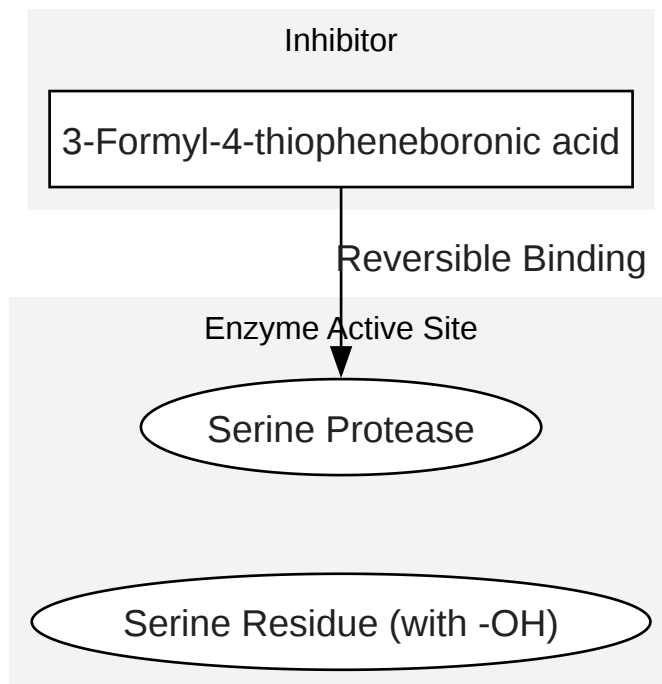 Inhibitor
3-Formyl-4-thiopheneboronic acid
Reversible Binding
Enzyme Active Site
Serine Protease
Serine Residue (with -OH)